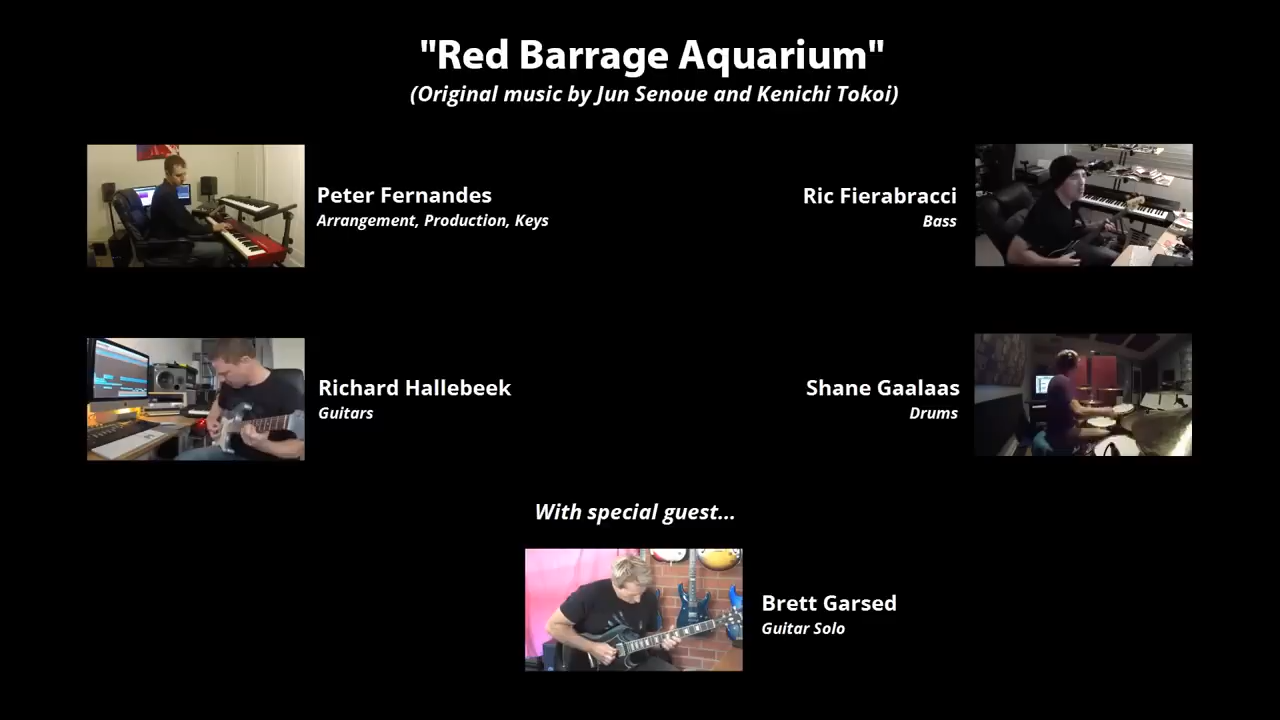 "Red Barrage Aquarium"
(Original music by Jun Senoue and Kenichi Tokoi)
Peter Fernandes
Arrangement, Production, Keys
Ric Fierabracci
Bass
Richard Hallebeek
Guitars
Shane Gaalaas
Drums
With special guest...
Brett Garsed
Guitar Solo